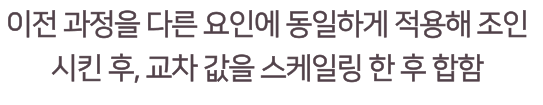 이전 과정을 다른 요인에 동일하게 적용해 조인
시킨 후, 교차 값을 스케일링 한 후 합함